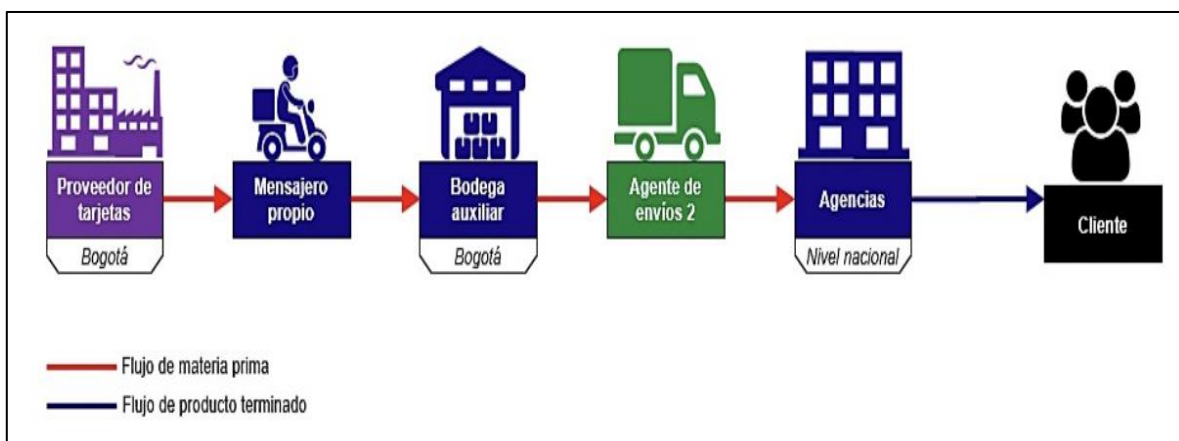 Proveedor de
tarjetas
Bogotá
Mensajero
propio
Bodega
auxiliar
Bogotá
Agente de
envíos 2
Agencias
Nivel nacional
Cliente
Flujo de materia prima
Flujo de producto terminado